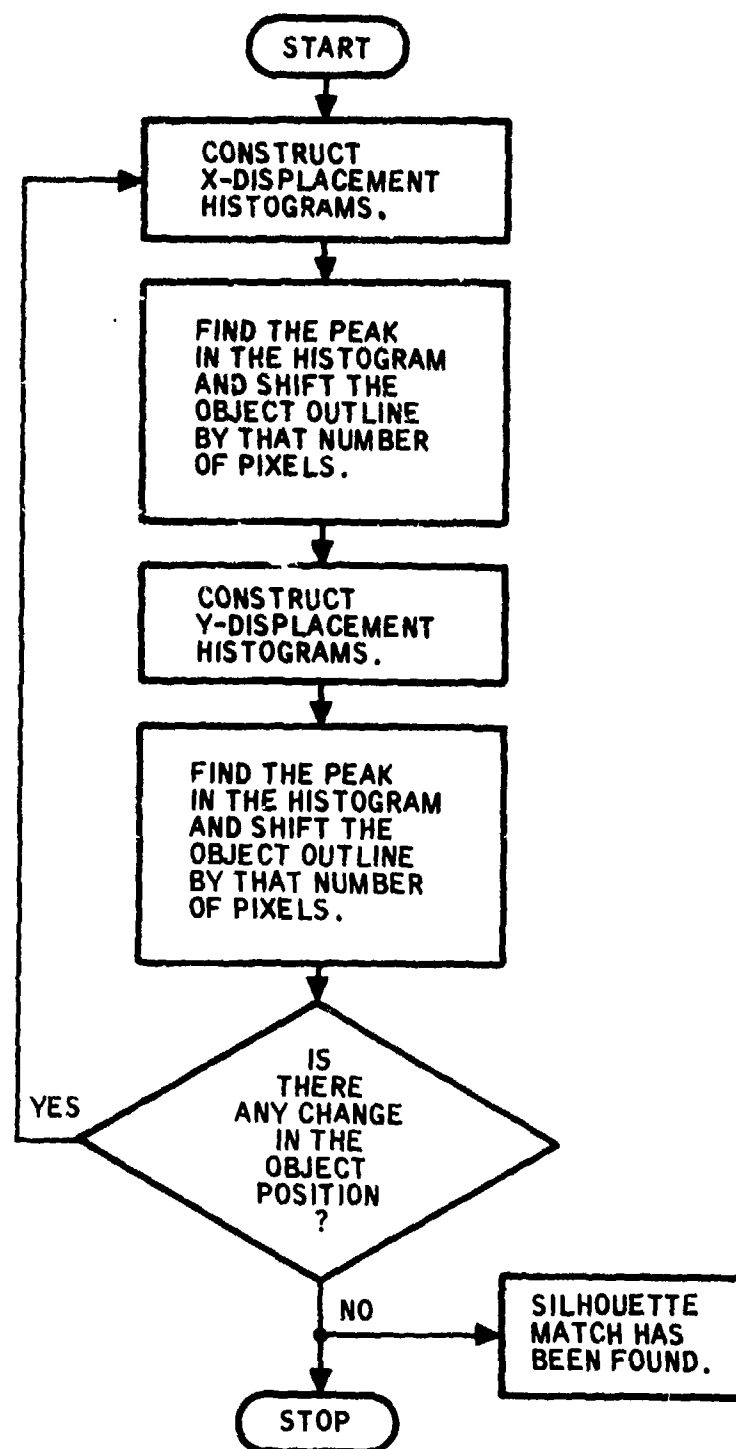 START
CONSTRUCT
X-DISPLACEMENT
HISTOGRAMS.
FIND THE PEAK
IN THE HISTOGRAM
AND SHIFT THE
OBJECT OUTLINE
BY THAT NUMBER
OF PIXELS.
CONSTRUCT
Y-DISPLACEMENT
HISTOGRAMS.
FIND THE PEAK
IN THE HISTOGRAM
AND SHIFT THE
OBJECT OUTLINE
BY THAT NUMBER
OF PIXELS.
IS
THERE
ANY CHANGE
IN THE
OBJECT
POSITION
?
YES
NO
SILHOUETTE
MATCH HAS
BEEN FOUND.
STOP